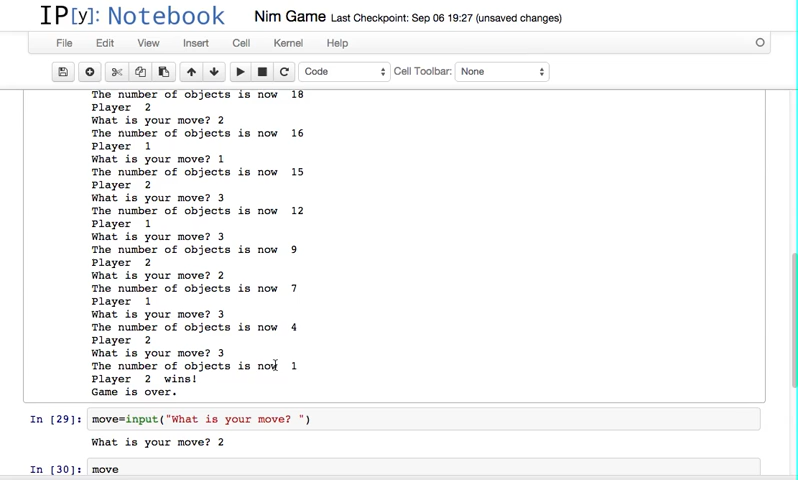 IP[y]: Notebook Nim Game Last Checkpoint: Sep 06 19:27 (unsaved changes)
File Edit View Insert Cell Kernel Help
Code Cell Toolbar: None
The number of objects is now 18
Player 2
What is your move? 2
The number of objects is now 16
Player 1
What is your move? 1
The number of objects is now 15
Player 2
What is your move? 3
The number of objects is now 12
Player 1
What is your move? 3
The number of objects is now 9
Player 2
What is your move? 2
The number of objects is now 7
Player 1
What is your move? 3
The number of objects is now 4
Player 2
What is your move? 3
The number of objects is now 1
Player 2 wins!
Game is over.
In [29]: move=input("What is your move? ")
What is your move? 2
In [30]: move